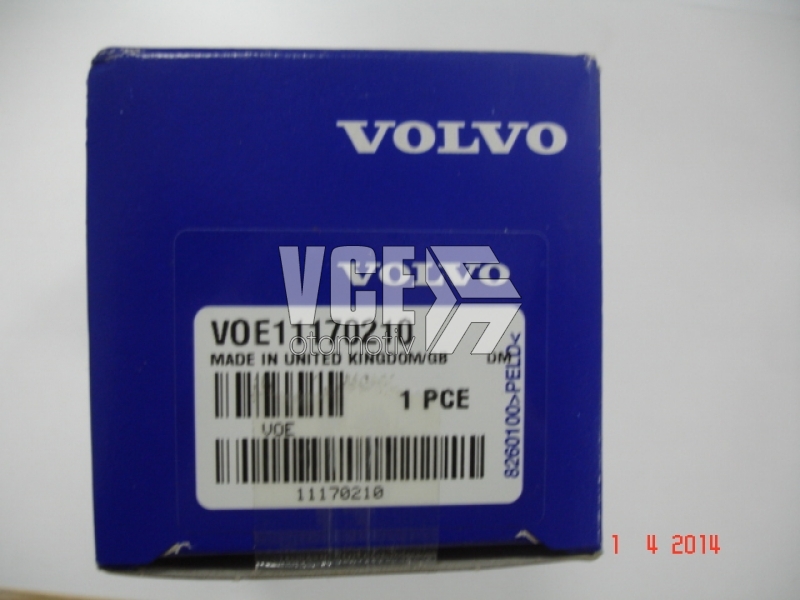 VOLVO
VOLVO
VCE
otomotiv
VOE11170210
MADE IN UNITED KINGDOM/GB DM
1 PCE
VOE
11170210
8260100>PELD<
1 4 2014